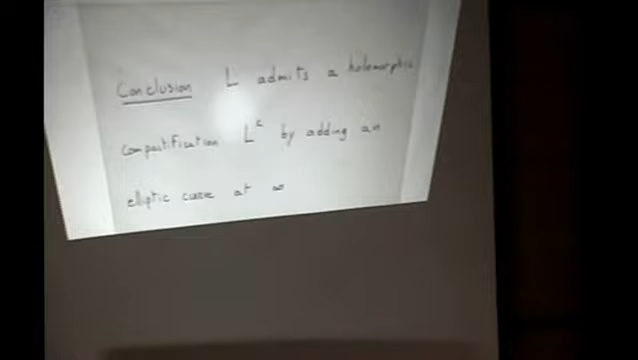 Conclusion L admits a holomorphic
compactification L^c by adding an
elliptic curve at ∞